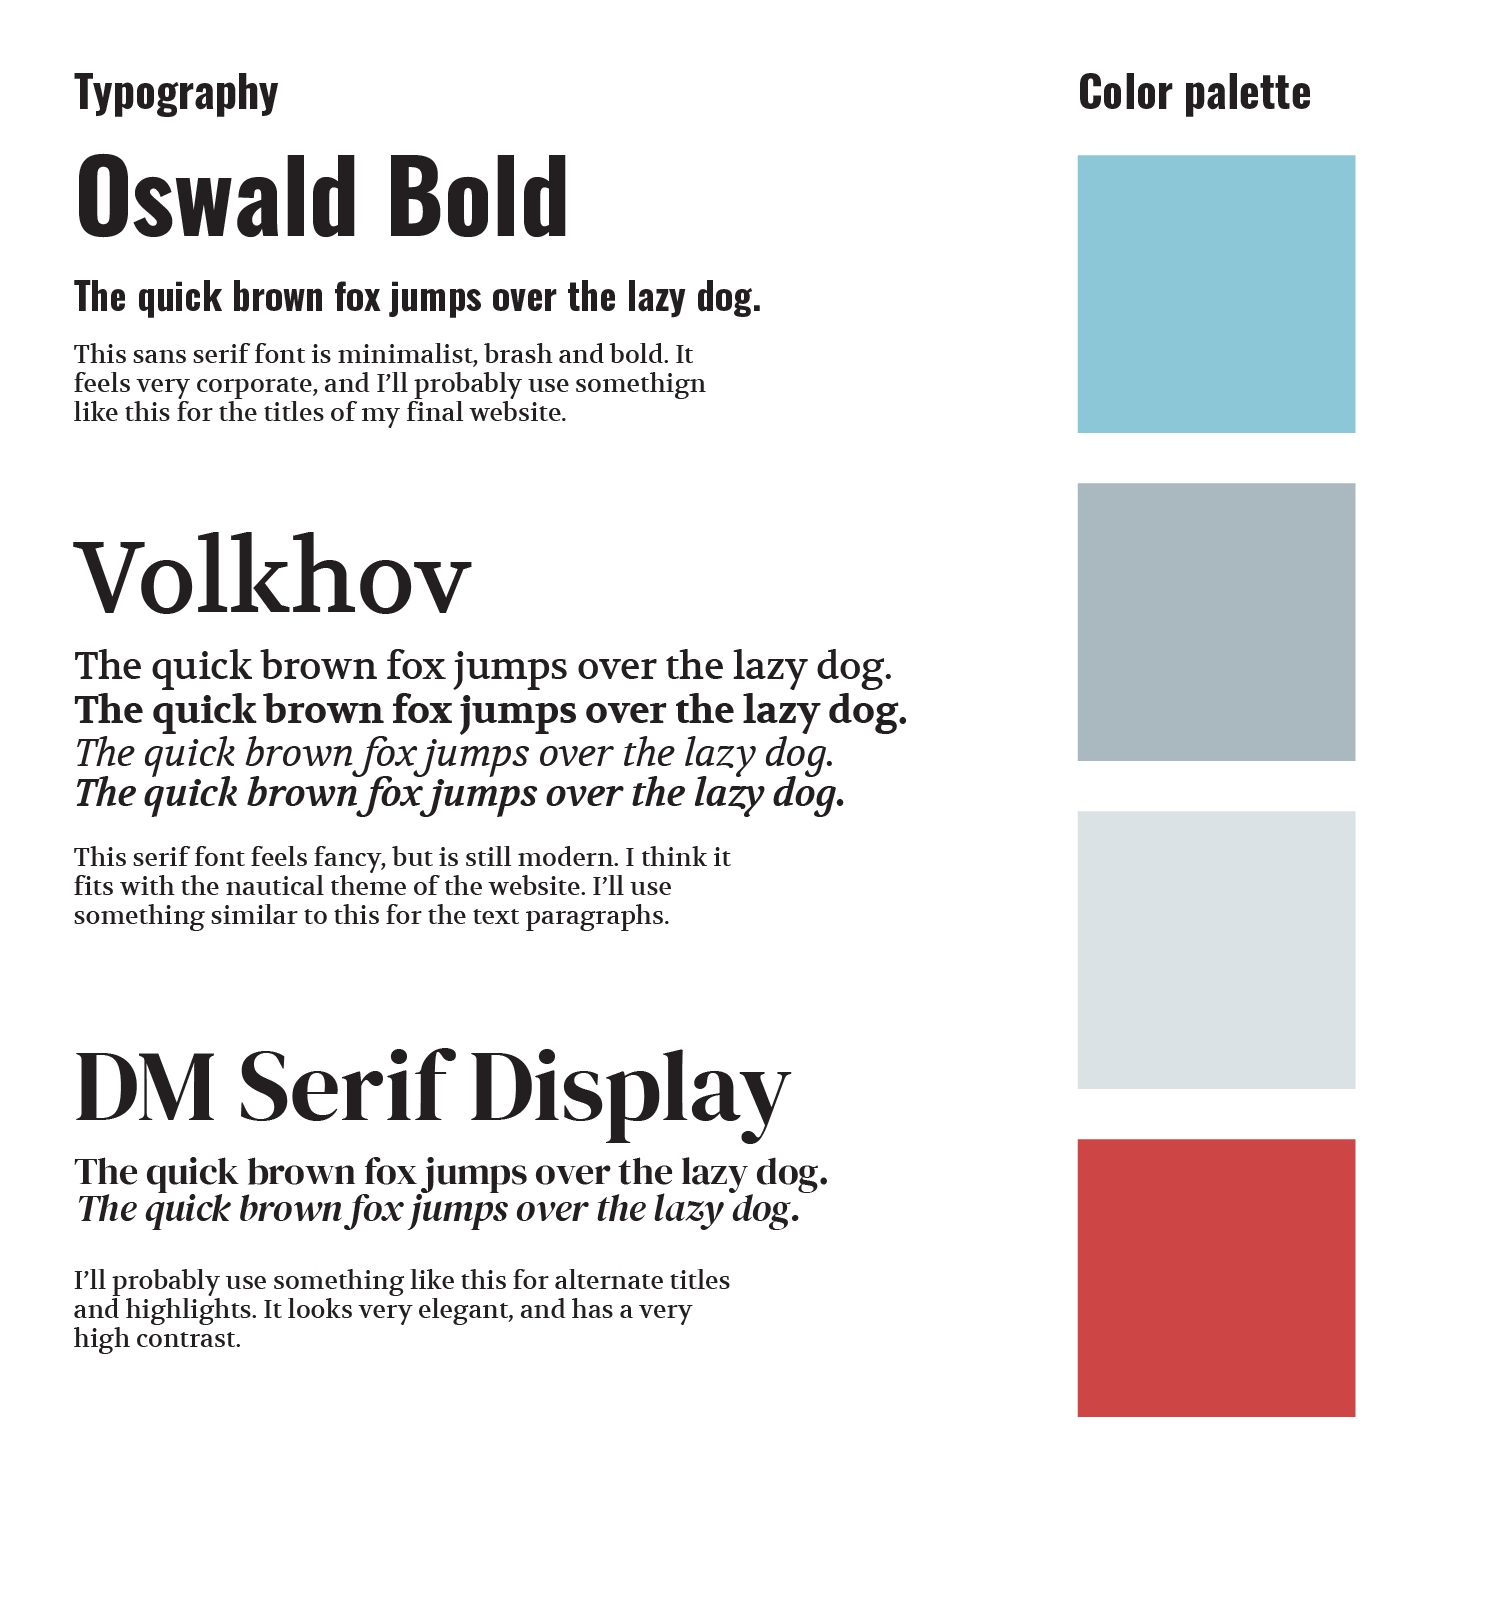 Typography
Oswald Bold
The quick brown fox jumps over the lazy dog.
This sans serif font is minimalist, brash and bold. It
feels very corporate, and I’ll probably use somethign
like this for the titles of my final website.
Volkhov
The quick brown fox jumps over the lazy dog.
The quick brown fox jumps over the lazy dog.
The quick brown fox jumps over the lazy dog.
The quick brown fox jumps over the lazy dog.
This serif font feels fancy, but is still modern. I think it
fits with the nautical theme of the website. I’ll use
something similar to this for the text paragraphs.
DM Serif Display
The quick brown fox jumps over the lazy dog.
The quick brown fox jumps over the lazy dog.
I’ll probably use something like this for alternate titles
and highlights. It looks very elegant, and has a very
high contrast.
Color palette